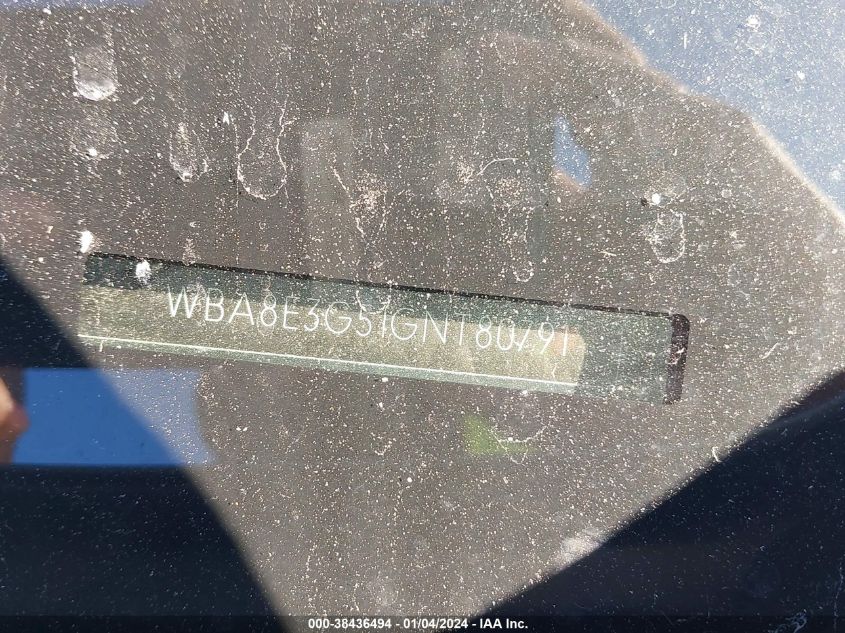 WBA8E3G51GNT80791
000-38436494 — 01/04/2024 — IAA Inc.